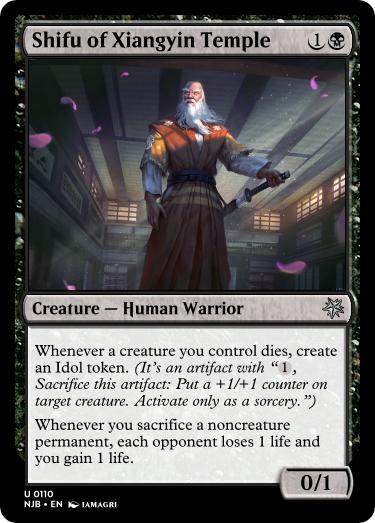 Shifu of Xiangyin Temple 1
Creature — Human Warrior
Whenever a creature you control dies, create
an Idol token. (It's an artifact with “1,
Sacrifice this artifact: Put a +1/+1 counter on
target creature. Activate only as a sorcery.”)
Whenever you sacrifice a noncreature
permanent, each opponent loses 1 life and
you gain 1 life.
0/1
U 0110
NJB • EN IAMAGRI